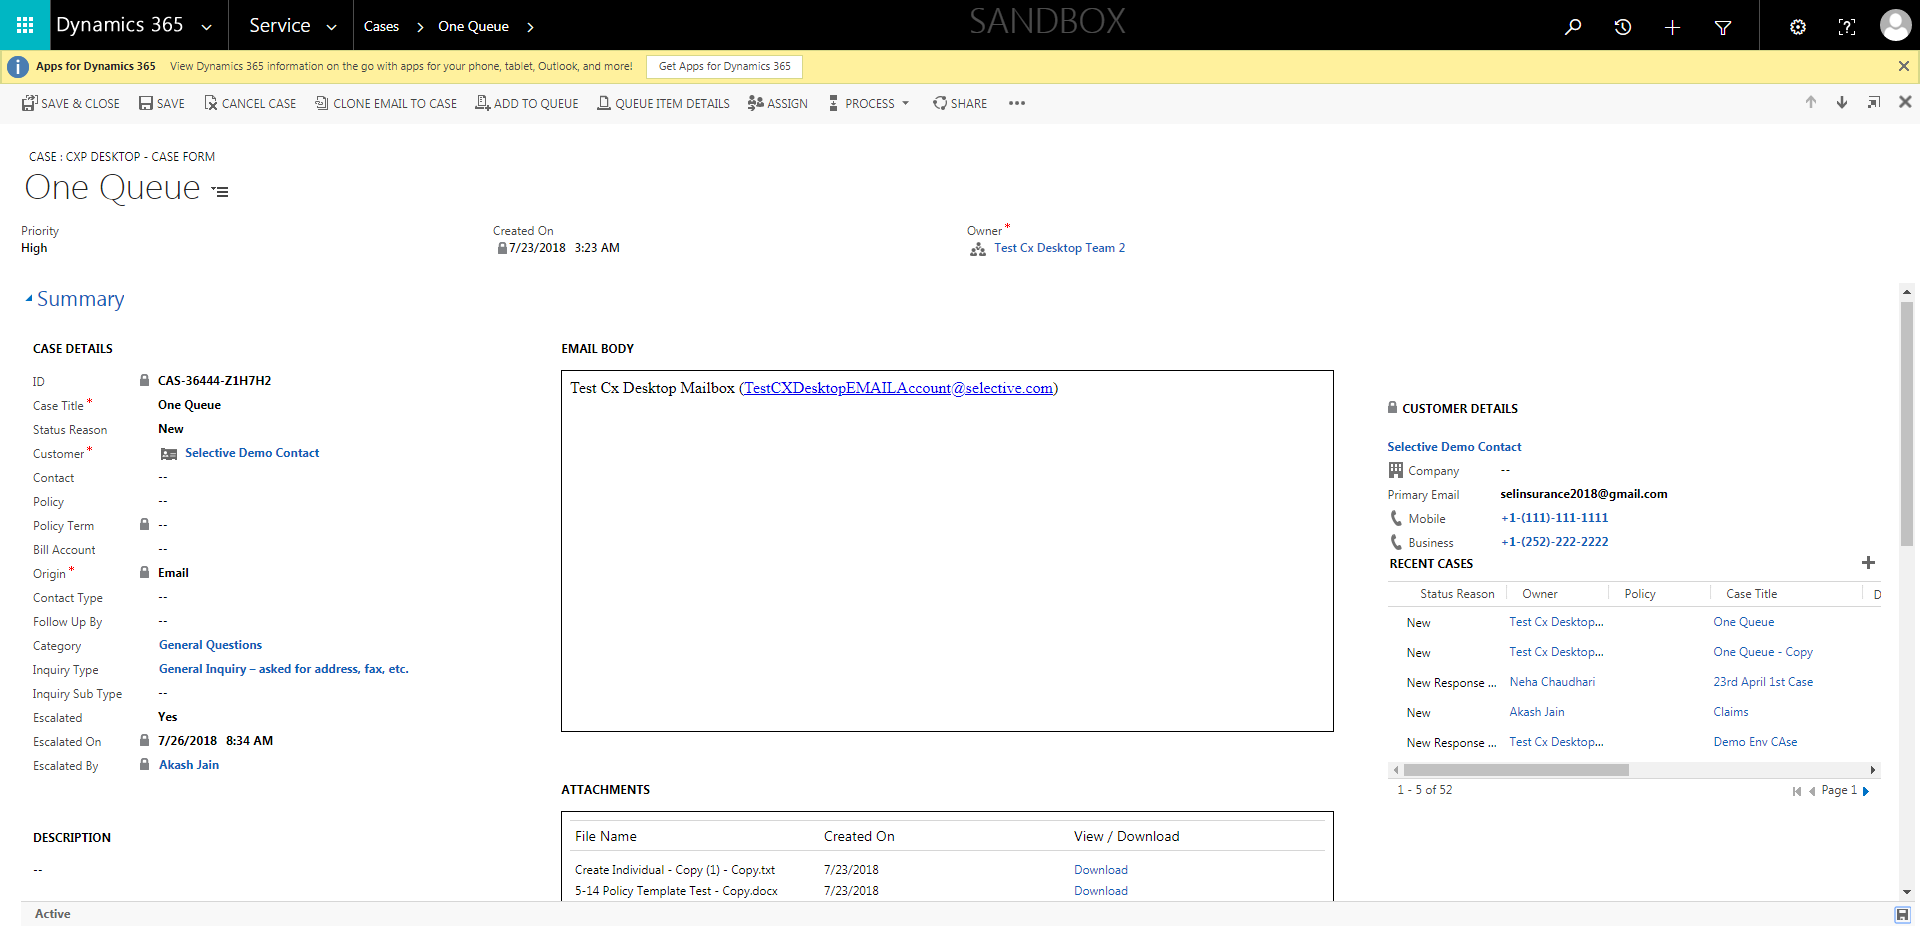 Dynamics 365 Service Cases One Queue SANDBOX
Apps for Dynamics 365 View Dynamics 365 information on the go with apps for your phone, tablet, Outlook, and more! Get Apps for Dynamics 365
SAVE & CLOSE SAVE CANCEL CASE CLONE EMAIL TO CASE ADD TO QUEUE QUEUE ITEM DETAILS ASSIGN PROCESS SHARE •••
CASE : CXP DESKTOP - CASE FORM
One Queue
Priority
High
Created On
7/23/2018 3:23 AM
Owner*
Test Cx Desktop Team 2
Summary
CASE DETAILS
ID CAS-36444-Z1H7H2
Case Title* One Queue
Status Reason New
Customer* Selective Demo Contact
Contact --
Policy --
Policy Term --
Bill Account --
Origin* Email
Contact Type --
Follow Up By --
Category General Questions
Inquiry Type General Inquiry – asked for address, fax, etc.
Inquiry Sub Type --
Escalated Yes
Escalated On 7/26/2018 8:34 AM
Escalated By Akash Jain
DESCRIPTION
--
EMAIL BODY
Test Cx Desktop Mailbox (TestCXDesktopEMAILAccount@selective.com)
ATTACHMENTS
File Name Created On View / Download
Create Individual - Copy (1) - Copy.txt 7/23/2018 Download
5-14 Policy Template Test - Copy.docx 7/23/2018 Download
CUSTOMER DETAILS
Selective Demo Contact
Company --
Primary Email selinsurance2018@gmail.com
Mobile +1-(111)-111-1111
Business +1-(252)-222-2222
RECENT CASES
Status Reason Owner Policy Case Title D
New Test Cx Desktop... One Queue
New Test Cx Desktop... One Queue - Copy
New Response ... Neha Chaudhari 23rd April 1st Case
New Akash Jain Claims
New Response ... Test Cx Desktop... Demo Env CAse
1 - 5 of 52 Page 1
Active